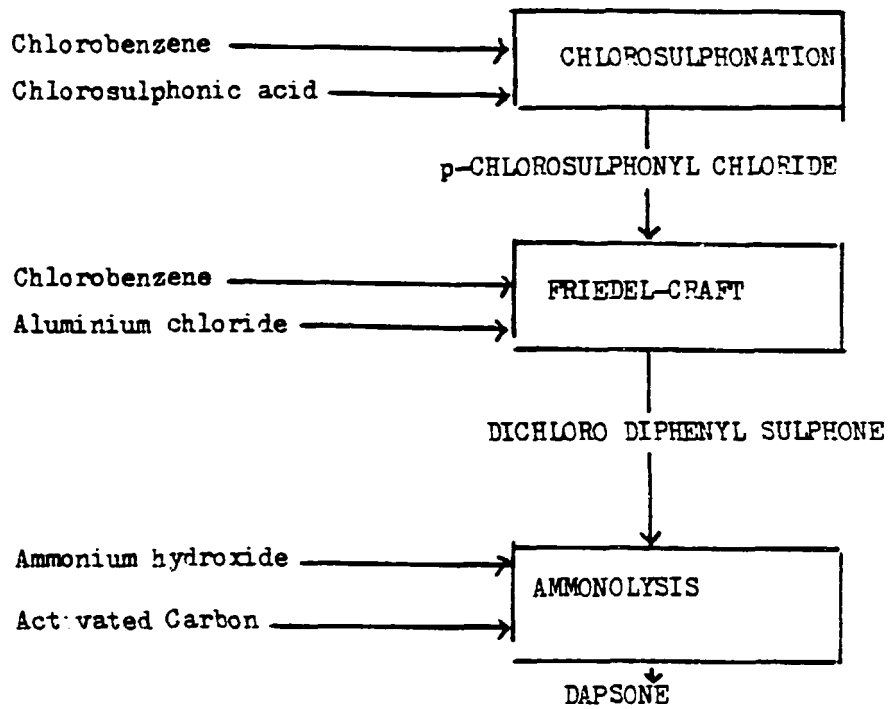 Chlorobenzene
CHLOROSULPHONATION
Chlorosulphonic acid
p-CHLOROSULPHONYL CHLORIDE
Chlorobenzene
FRIEDEL-CRAFT
Aluminium chloride
DICHLORO DIPHENYL SULPHONE
Ammonium hydroxide
AMMONOLYSIS
Activated Carbon
DAPSONE